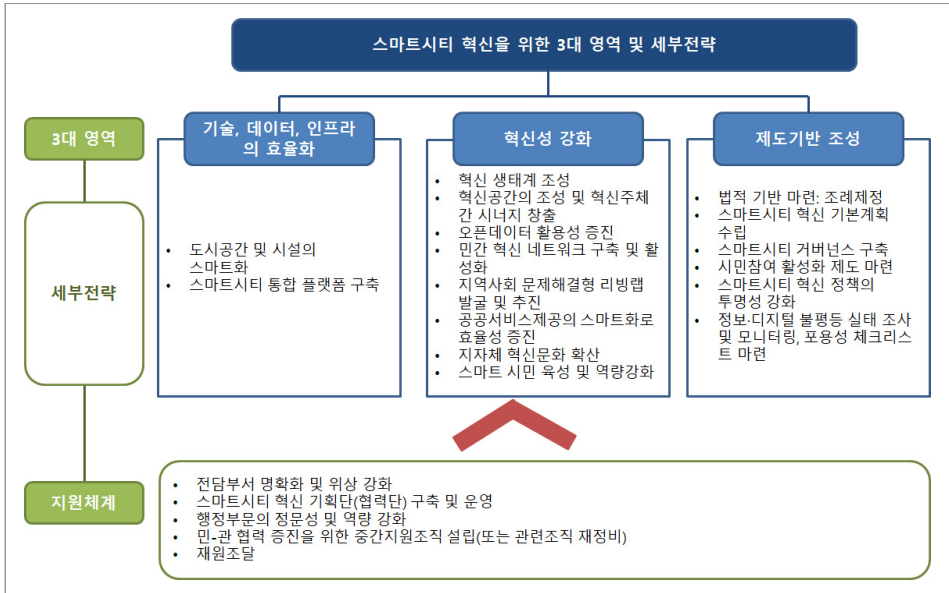 스마트시티 혁신을 위한 3대 영역 및 세부전략
3대 영역
기술, 데이터, 인프라
의 효율화
혁신성 강화
제도기반 조성
세부전략
• 도시공간 및 시설의
스마트화
• 스마트시티 통합 플랫폼 구축
• 혁신 생태계 조성
• 혁신공간의 조성 및 혁신주체
간 시너지 창출
• 오픈데이터 활용성 증진
• 민간 혁신 네트워크 구축 및 활
성화
• 지역사회 문제해결형 리빙랩
발굴 및 추진
• 공공서비스제공의 스마트화로
효율성 증진
• 지자체 혁신문화 확산
• 스마트 시민 육성 및 역량강화
• 법적 기반 마련: 조례제정
• 스마트시티 혁신 기본계획
수립
• 스마트시티 거버넌스 구축
• 시민참여 활성화 제도 마련
• 스마트시티 혁신 정책의
투명성 강화
• 정보·디지털 불평등 실태 조사
및 모니터링, 포용성 체크리스
트 마련
지원체계
• 전담부서 명확화 및 위상 강화
• 스마트시티 혁신 기획단(협력단) 구축 및 운영
• 행정부문의 정문성 및 역량 강화
• 민-관 협력 증진을 위한 중간지원조직 설립(또는 관련조직 재정비)
• 재원조달